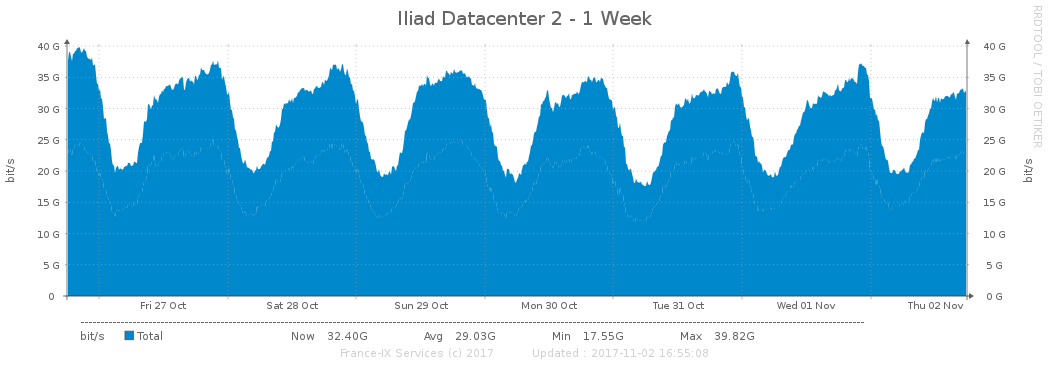 Iliad Datacenter 2 - 1 Week
RRDTOOL / TOBI OETIKER
40 G 40 G
35 G 35 G
30 G 30 G
25 G 25 G
20 G 20 G
15 G 15 G
10 G 10 G
5 G 5 G
0 0 G
bit/s
bit/s
Fri 27 Oct Sat 28 Oct Sun 29 Oct Mon 30 Oct Tue 31 Oct Wed 01 Nov Thu 02 Nov
bit/s Total Now 32.40G Avg 29.03G Min 17.55G Max 39.82G
France-IX Services (c) 2017 Updated : 2017-11-02 16:55:08